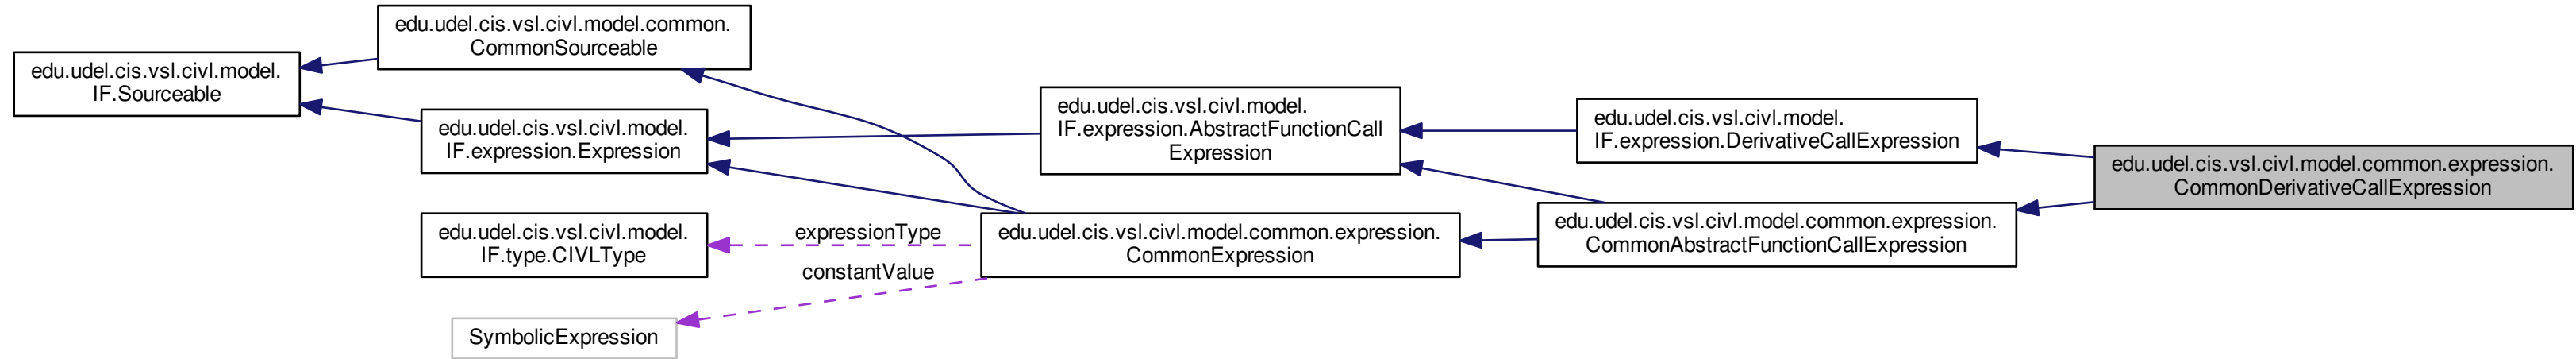 edu.udel.cis.vsl.civl.model.
IF.Sourceable
edu.udel.cis.vsl.civl.model.common.
CommonSourceable
edu.udel.cis.vsl.civl.model.
IF.expression.Expression
edu.udel.cis.vsl.civl.model.
IF.type.CIVLType
SymbolicExpression
expressionType
constantValue
edu.udel.cis.vsl.civl.model.
IF.expression.AbstractFunctionCall
Expression
edu.udel.cis.vsl.civl.model.common.expression.
CommonExpression
edu.udel.cis.vsl.civl.model.
IF.expression.DerivativeCallExpression
edu.udel.cis.vsl.civl.model.common.expression.
CommonAbstractFunctionCallExpression
edu.udel.cis.vsl.civl.model.common.expression.
CommonDerivativeCallExpression